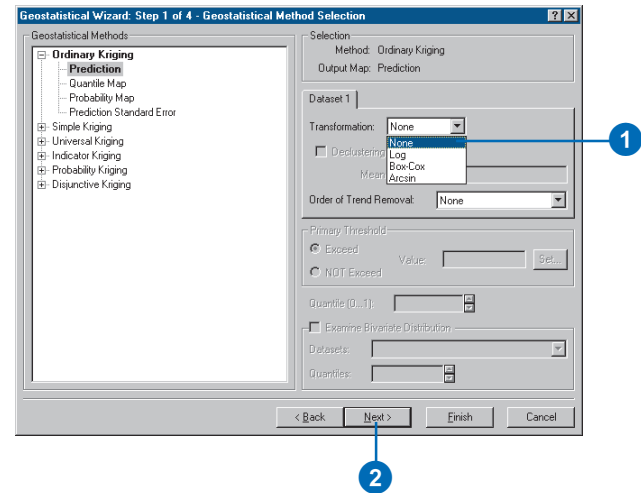 Geostatistical Wizard: Step 1 of 4 - Geostatistical Method Selection
Geostatistical Methods
Ordinary Kriging
Prediction
Quantile Map
Probability Map
Prediction Standard Error
Simple Kriging
Universal Kriging
Indicator Kriging
Probability Kriging
Disjunctive Kriging
Selection
Method: Ordinary Kriging
Output Map: Prediction
Dataset 1
Transformation: None
None
Log
Box-Cox
Arcsin
Declustering
Mean
Order of Trend Removal: None
Primary Threshold
Exceed
NOT Exceed
Value:
Set...
Quantile (0...1):
Examine Bivariate Distribution
Datasets:
Quantiles:
< Back
Next >
Finish
Cancel
1
2